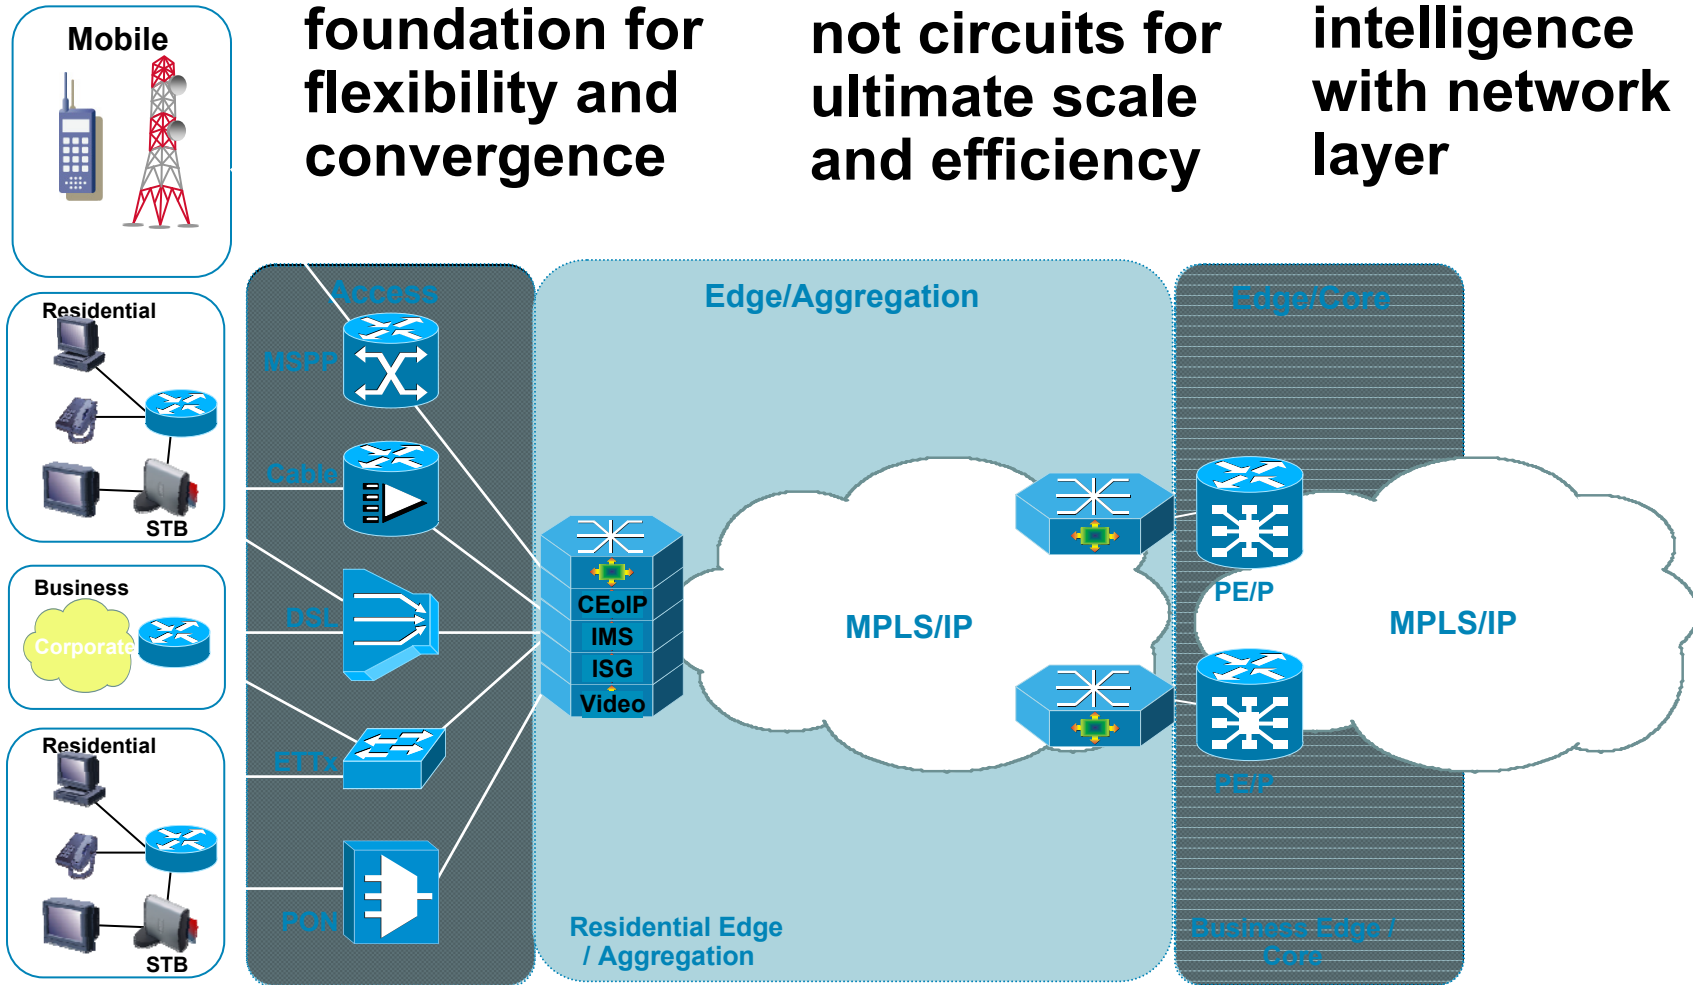 foundation for
flexibility and
convergence
not circuits for
ultimate scale
and efficiency
intelligence
with network
layer
Mobile
Residential
STB
Business
Corporate
Residential
STB
Access
MSPP
Cable
DSL
ETTx
PON
Edge/Aggregation
CEoIP
IMS
ISG
Video
MPLS/IP
Residential Edge
/ Aggregation
Edge/Core
PE/P
PE/P
MPLS/IP
Business Edge /
Core